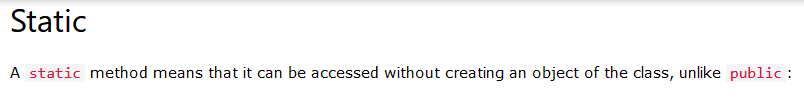 Static
A static method means that it can be accessed without creating an object of the class, unlike public: